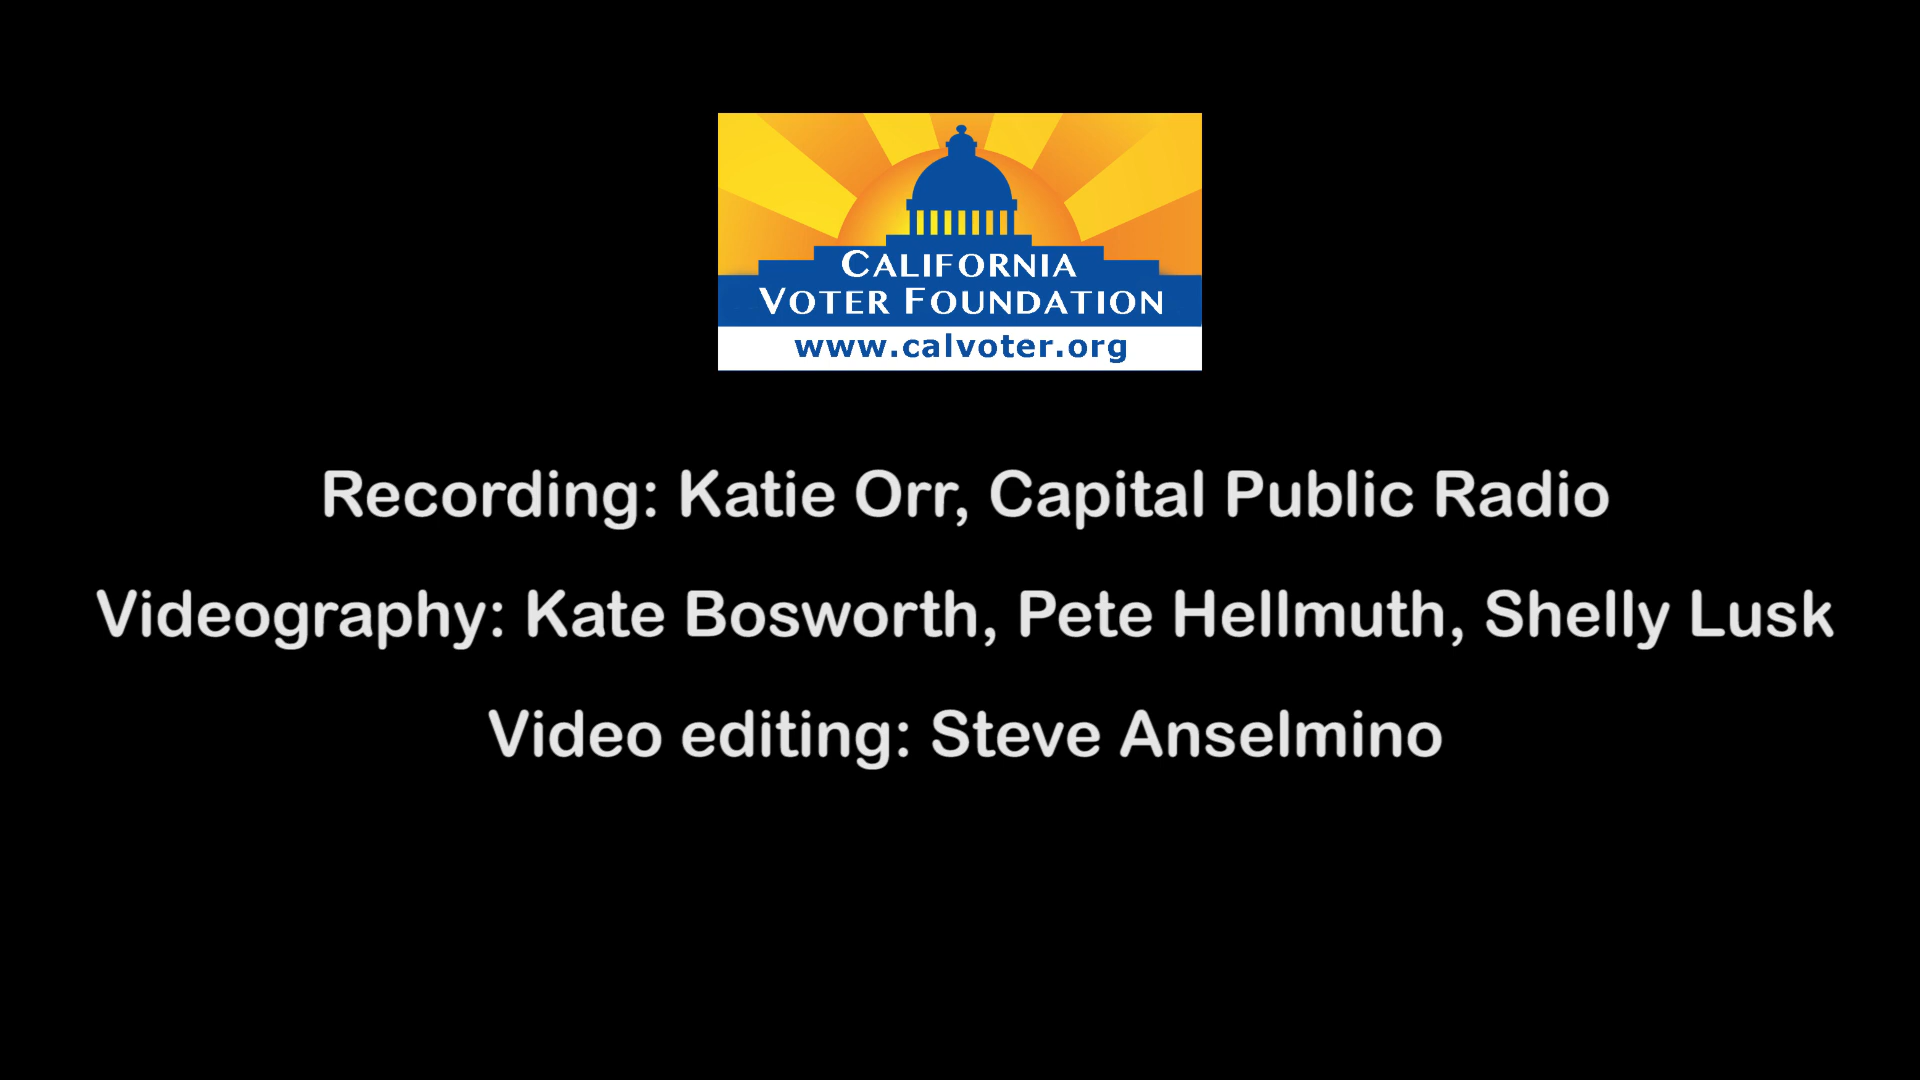 CALIFORNIA
VOTER FOUNDATION
www.calvoter.org
Recording: Katie Orr, Capital Public Radio
Videography: Kate Bosworth, Pete Hellmuth, Shelly Lusk
Video editing: Steve Anselmino